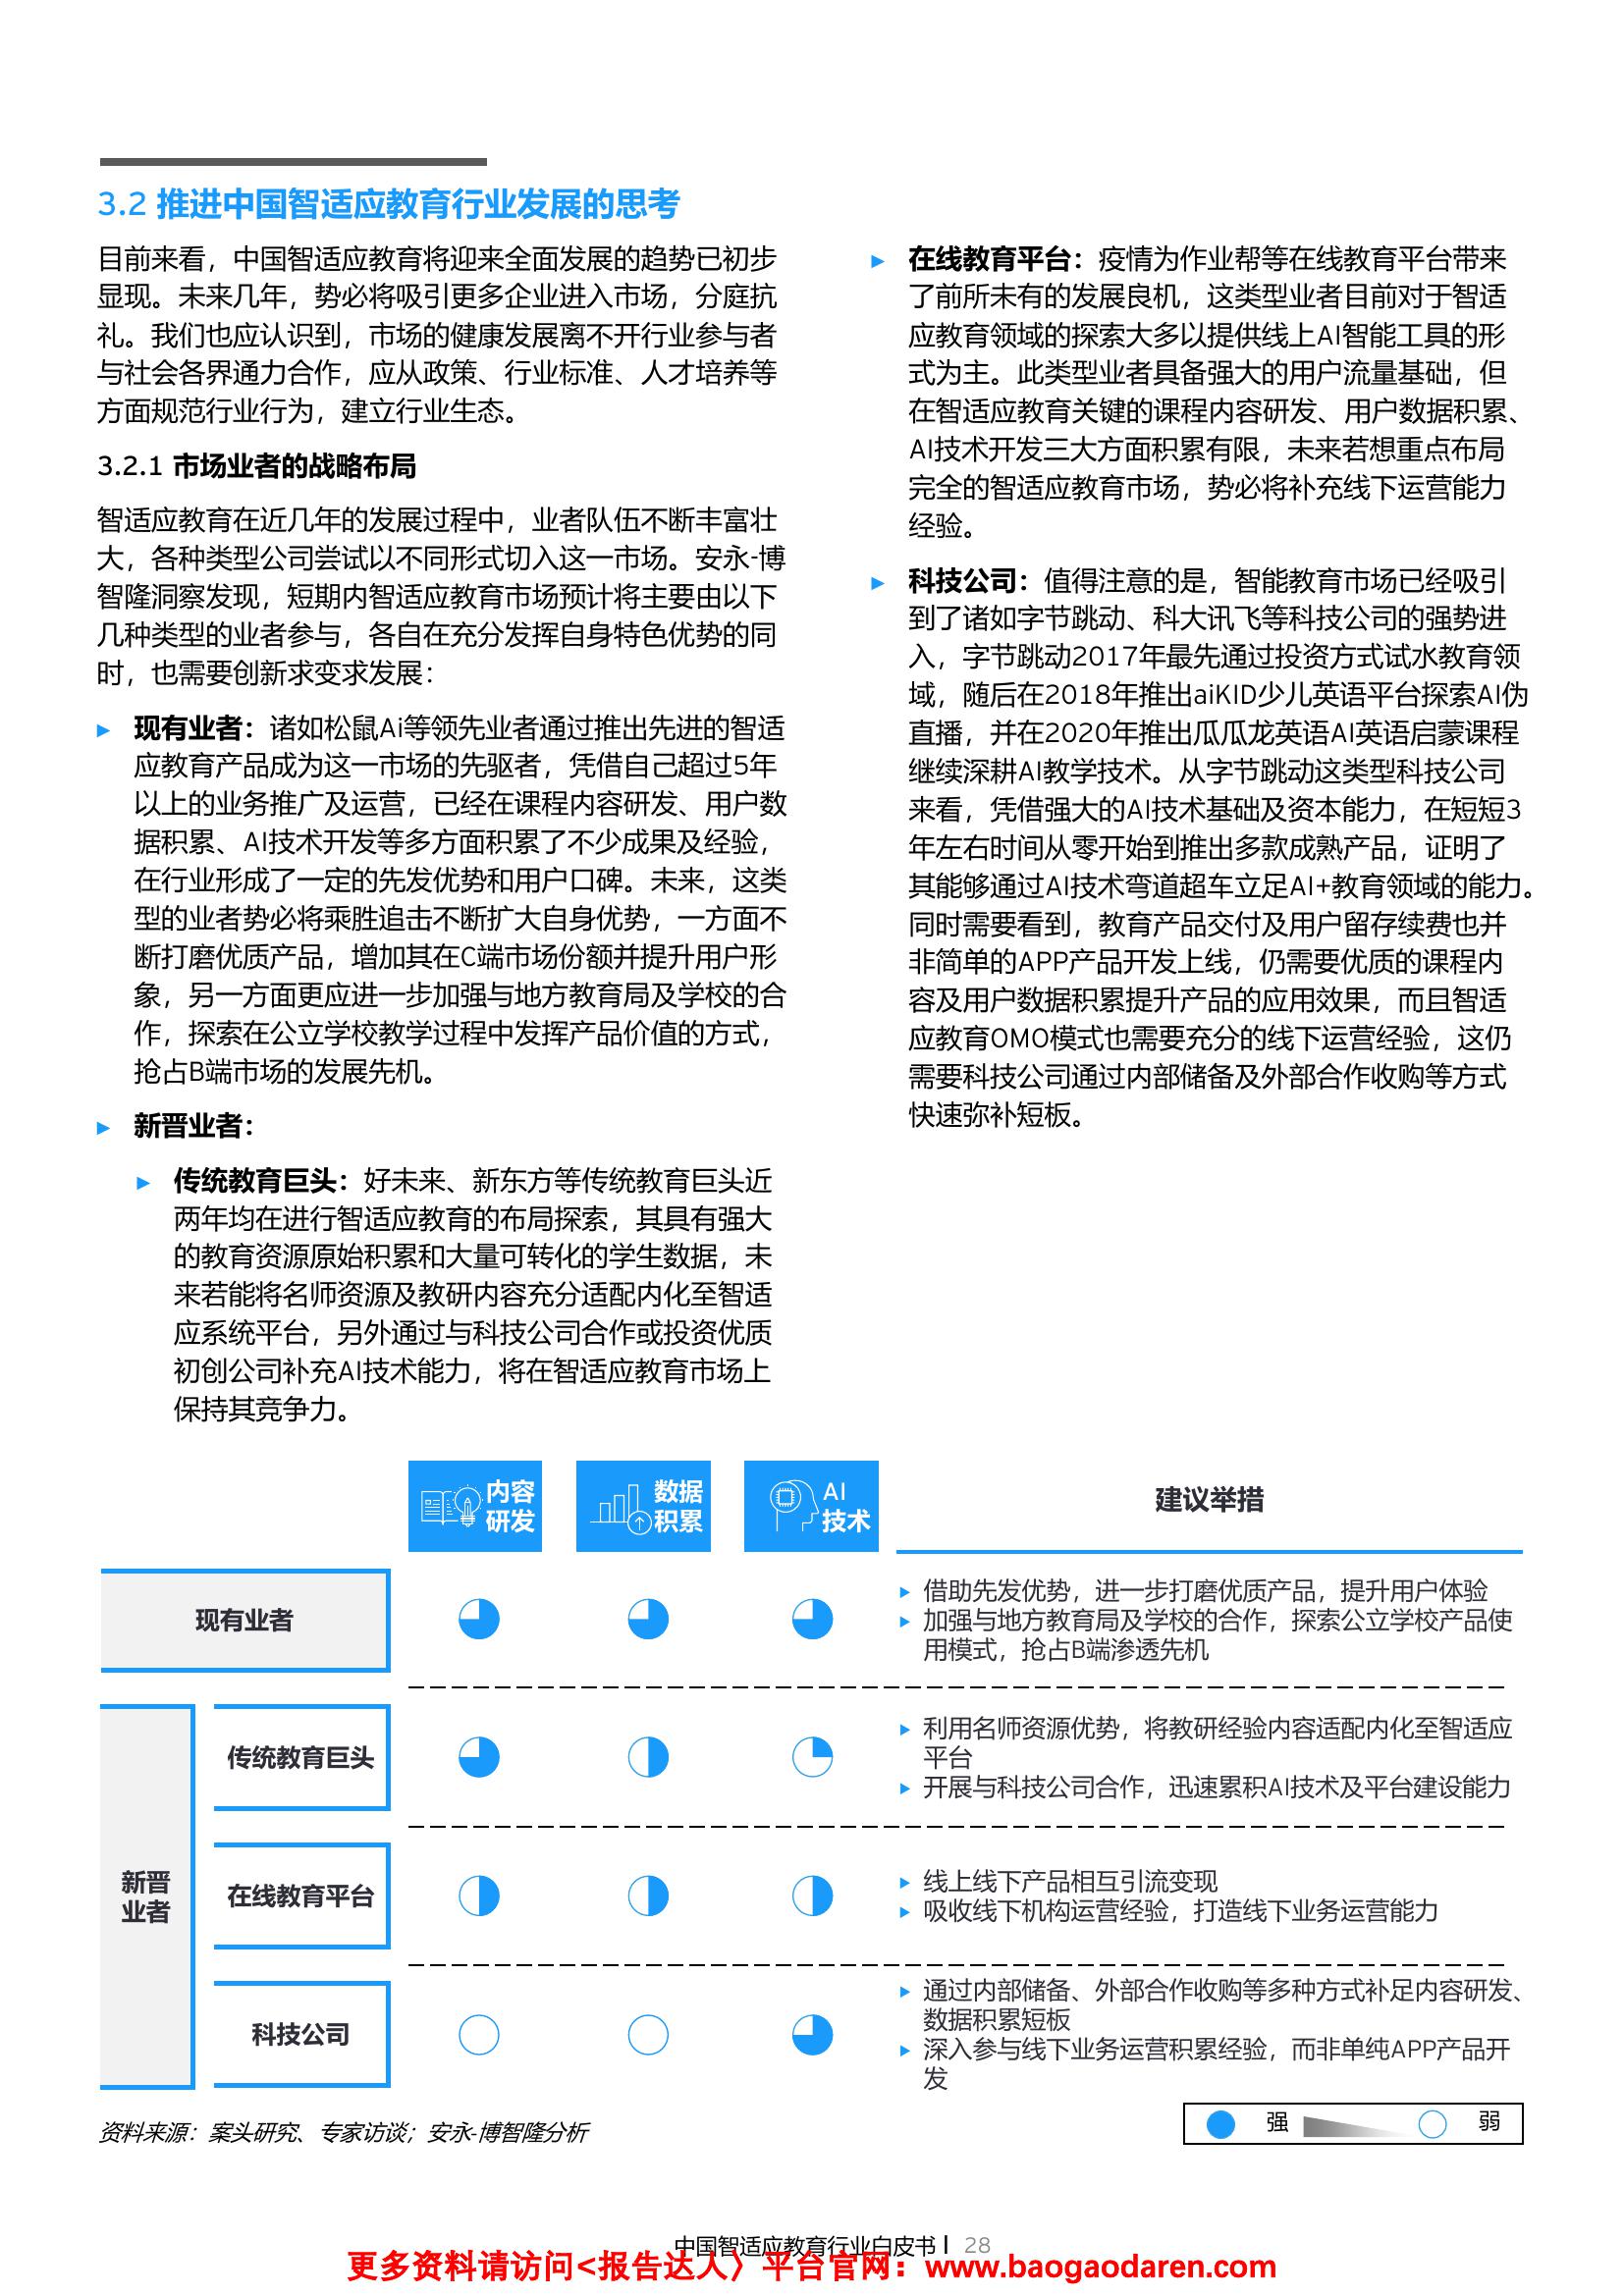 3.2 推进中国智适应教育行业发展的思考
目前来看，中国智适应教育将迎来全面发展的趋势已初步
显现。未来几年，势必将吸引更多企业进入市场，分庭抗
礼。我们也应认识到，市场的健康发展离不开行业参与者
与社会各界通力合作，应从政策、行业标准、人才培养等
方面规范行业行为，建立行业生态。
3.2.1 市场业者的战略布局
智适应教育在近几年的发展过程中，业者队伍不断丰富壮
大，各种类型公司尝试以不同形式切入这一市场。安永-博
智隆洞察发现，短期内智适应教育市场预计将主要由以下
几种类型的业者参与，各自在充分发挥自身特色优势的同
时，也需要创新求变求发展：
► 现有业者：诸如松鼠Ai等领先业者通过推出先进的智适
应教育产品成为这一市场的先驱者，凭借自己超过5年
以上的业务推广及运营，已经在课程内容研发、用户数
据积累、AI技术开发等多方面积累了不少成果及经验，
在行业形成了一定的先发优势和用户口碑。未来，这类
型的业者势必将乘胜追击不断扩大自身优势，一方面不
断打磨优质产品，增加其在C端市场份额并提升用户形
象，另一方面更应进一步加强与地方教育局及学校的合
作，探索在公立学校教学过程中发挥产品价值的方式，
抢占B端市场的发展先机。
► 新晋业者：
► 传统教育巨头：好未来、新东方等传统教育巨头近
两年均在进行智适应教育的布局探索，其具有强大
的教育资源原始积累和大量可转化的学生数据，未
来若能将名师资源及教研内容充分适配内化至智适
应系统平台，另外通过与科技公司合作或投资优质
初创公司补充AI技术能力，将在智适应教育市场上
保持其竞争力。
► 在线教育平台：疫情为作业帮等在线教育平台带来
了前所未有的发展良机，这类型业者目前对于智适
应教育领域的探索大多以提供线上AI智能工具的形
式为主。此类型业者具备强大的用户流量基础，但
在智适应教育关键的课程内容研发、用户数据积累、
AI技术开发三大方面积累有限，未来若想重点布局
完全的智适应教育市场，势必将补充线下运营能力
经验。
► 科技公司：值得注意的是，智能教育市场已经吸引
到了诸如字节跳动、科大讯飞等科技公司的强势进
入，字节跳动2017年最先通过投资方式试水教育领
域，随后在2018年推出aiKID少儿英语平台探索AI伪
直播，并在2020年推出瓜瓜龙英语AI英语启蒙课程
继续深耕AI教学技术。从字节跳动这类型科技公司
来看，凭借强大的AI技术基础及资本能力，在短短3
年左右时间从零开始到推出多款成熟产品，证明了
其能够通过AI技术弯道超车立足AI+教育领域的能力。
同时需要看到，教育产品交付及用户留存续费也并
非简单的APP产品开发上线，仍需要优质的课程内
容及用户数据积累提升产品的应用效果，而且智适
应教育OMO模式也需要充分的线下运营经验，这仍
需要科技公司通过内部储备及外部合作收购等方式
快速弥补短板。
内容
研发
数据
积累
AI
技术
建议举措
现有业者
► 借助先发优势，进一步打磨优质产品，提升用户体验
► 加强与地方教育局及学校的合作，探索公立学校产品使
用模式，抢占B端渗透先机
新晋
业者
传统教育巨头
► 利用名师资源优势，将教研经验内容适配内化至智适应
平台
► 开展与科技公司合作，迅速累积AI技术及平台建设能力
在线教育平台
► 线上线下产品相互引流变现
► 吸收线下机构运营经验，打造线下业务运营能力
科技公司
► 通过内部储备、外部合作收购等多种方式补足内容研发、
数据积累短板
► 深入参与线下业务运营积累经验，而非单纯APP产品开
发
强 弱
资料来源：案头研究、专家访谈；安永-博智隆分析
中国智适应教育行业白皮书 | 28
更多资料请访问<报告达人〉平台官网：www.baogaodaren.com